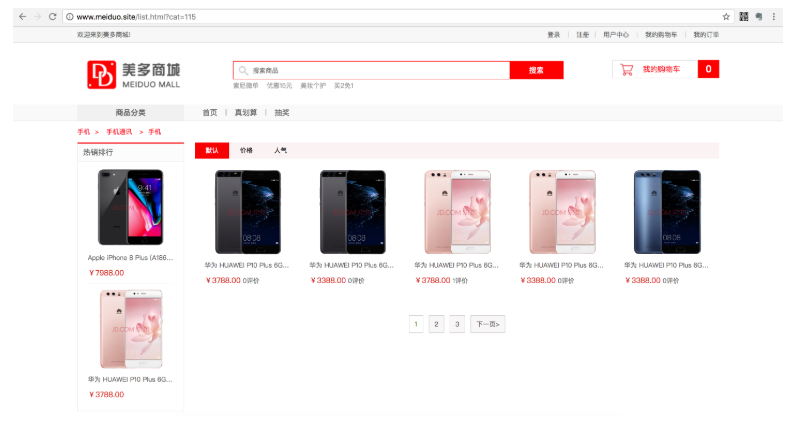 www.meiduo.site/list.html?cat=115
欢迎来到美多商城!
登录 | 注册 | 用户中心 | 我的购物车 | 我的订单
美多商城
MEIDUO MALL
搜索商品
搜索
我的购物车 0
索尼微单 优惠15元 美妆个护 买2免1
商品分类 首页 | 真划算 | 抽奖
手机 > 手机通讯 > 手机
热销排行
默认 价格 人气
Apple iPhone 8 Plus (A186...
¥7988.00
华为 HUAWEI P10 Plus 6G...
¥ 3788.00
华为 HUAWEI P10 Plus 6G...
¥ 3788.00 0评价
华为 HUAWEI P10 Plus 6G...
¥ 3388.00 0评价
华为 HUAWEI P10 Plus 6G...
¥ 3788.00 1评价
华为 HUAWEI P10 Plus 6G...
¥ 3388.00 0评价
华为 HUAWEI P10 Plus 6G...
¥ 3388.00 0评价
1 2 3 下一页>